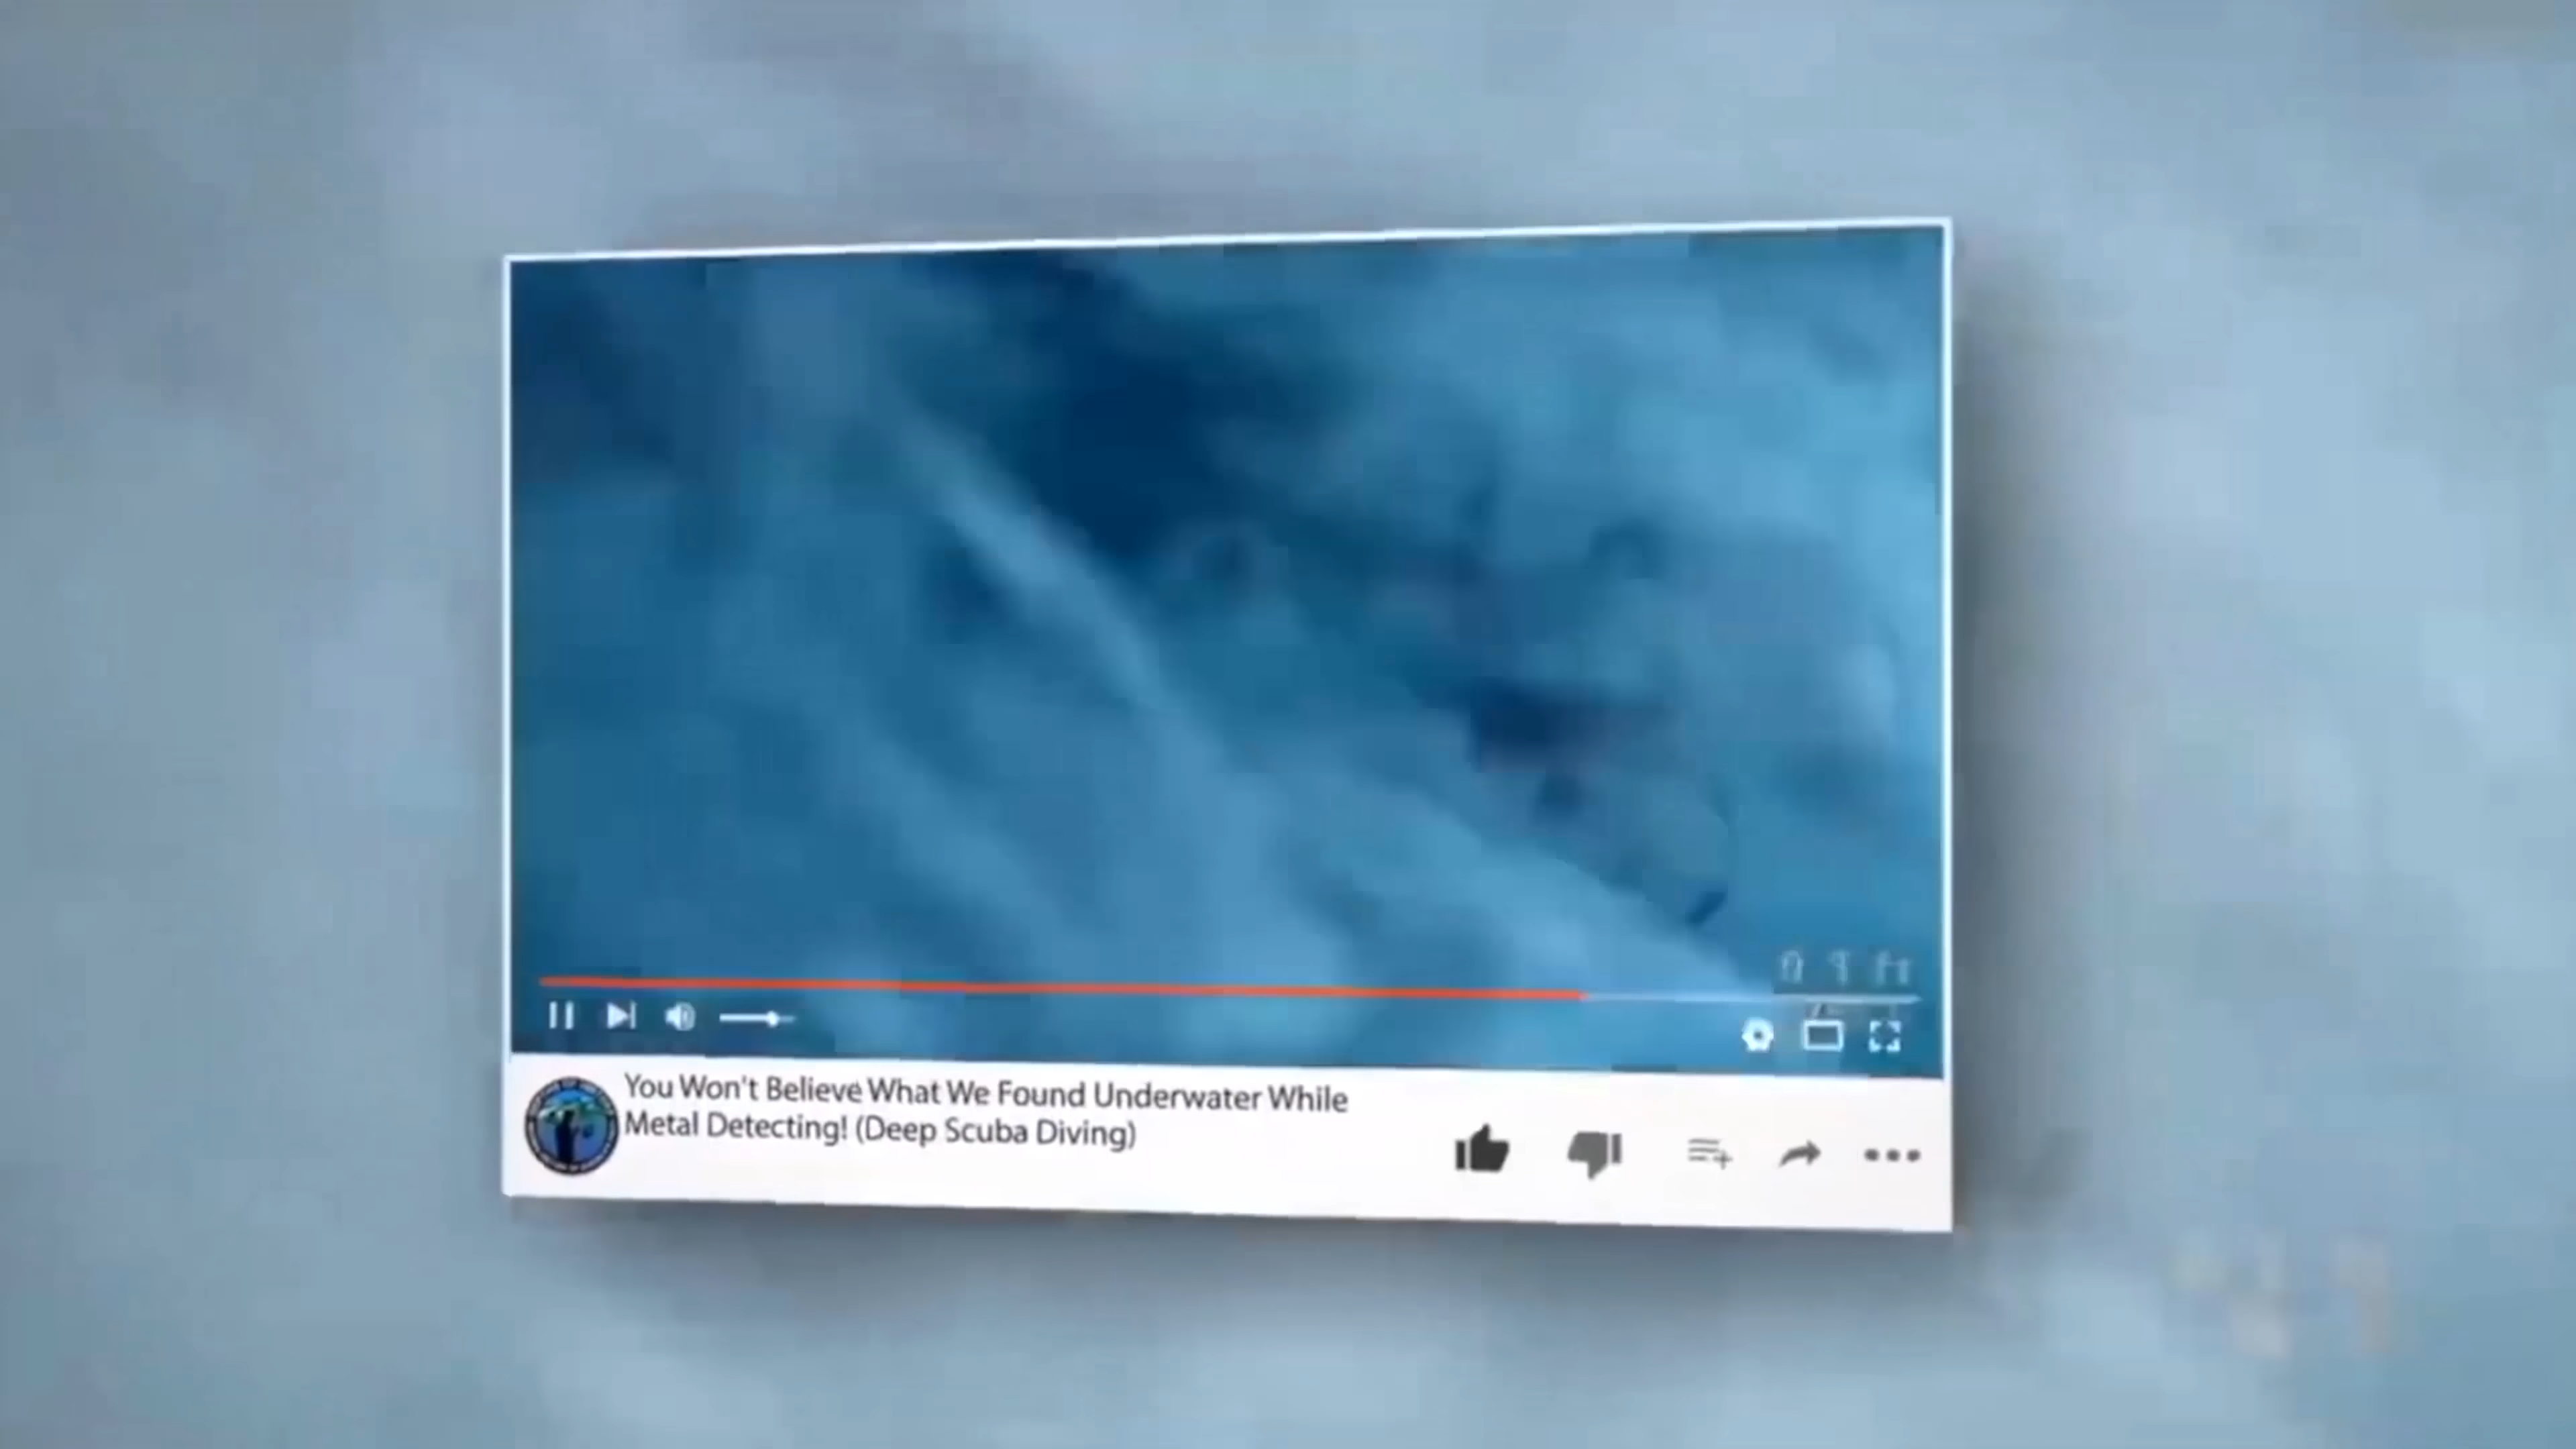 You Won't Believe What We Found Underwater While
Metal Detecting! (Deep Scuba Diving)